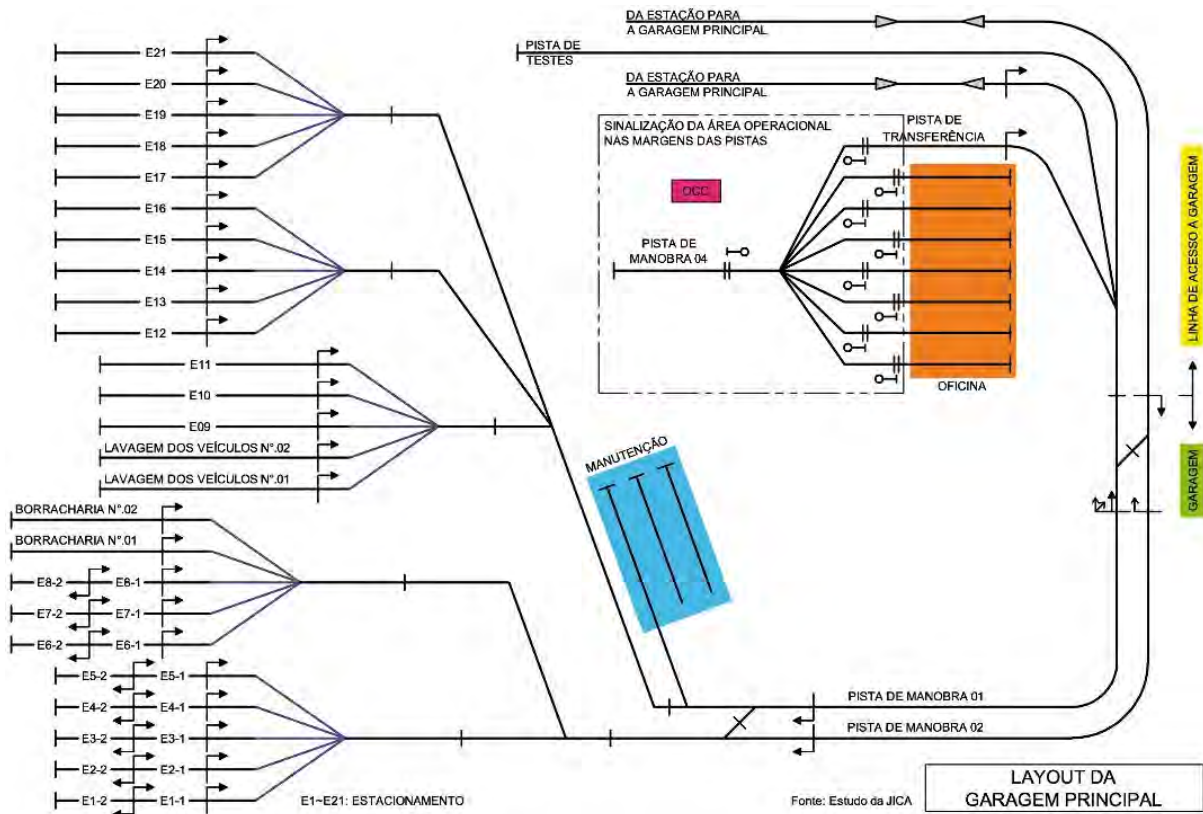 DA ESTAÇÃO PARA
A GARAGEM PRINCIPAL
PISTA DE
TESTES
DA ESTAÇÃO PARA
A GARAGEM PRINCIPAL
SINALIZAÇÃO DA ÁREA OPERACIONAL
NAS MARGENS DAS PISTAS
PISTA DE
TRANSFERÊNCIA
OCC
PISTA DE
MANOBRA 04
OFICINA
LINHA DE ACESSO A GARAGEM
GARAGEM
E21
E20
E19
E18
E17
E16
E15
E14
E13
E12
E11
E10
E09
LAVAGEM DOS VEÍCULOS Nº.02
LAVAGEM DOS VEÍCULOS Nº.01
MANUTENÇÃO
BORRACHARIA Nº.02
BORRACHARIA Nº.01
E8-2 E8-1
E7-2 E7-1
E6-2 E6-1
E5-2 E5-1
E4-2 E4-1
E3-2 E3-1
E2-2 E2-1
E1-2 E1-1
PISTA DE MANOBRA 01
PISTA DE MANOBRA 02
E1~E21: ESTACIONAMENTO
Fonte: Estudo da JICA
LAYOUT DA
GARAGEM PRINCIPAL